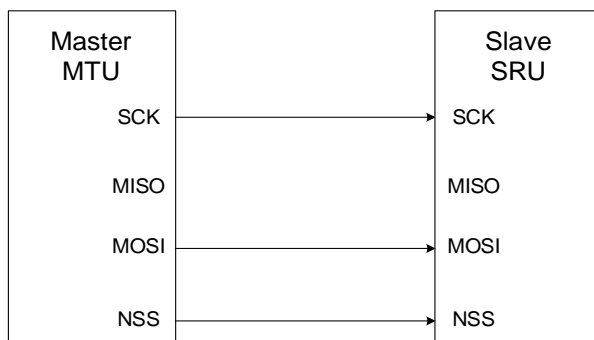 Master
MTU
SCK
MISO
MOSI
NSS
Slave
SRU
SCK
MISO
MOSI
NSS